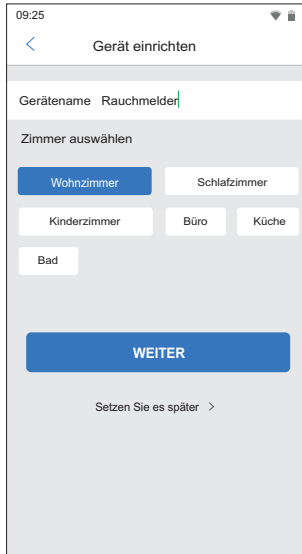 09:25
Gerät einrichten
Gerätename Rauchmelder
Zimmer auswählen
Wohnzimmer Schlafzimmer
Kinderzimmer Büro Küche
Bad
WEITER
Setzen Sie es später >